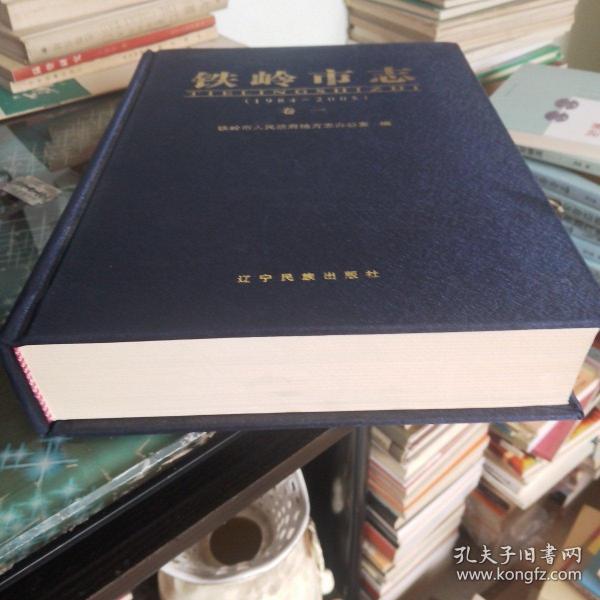 铁岭市志
TIELINGSHIZHI
(1984-2005)
卷一
铁岭市人民政府地方志办公室 编
辽宁民族出版社
孔夫子旧書网
www.kongfz.com